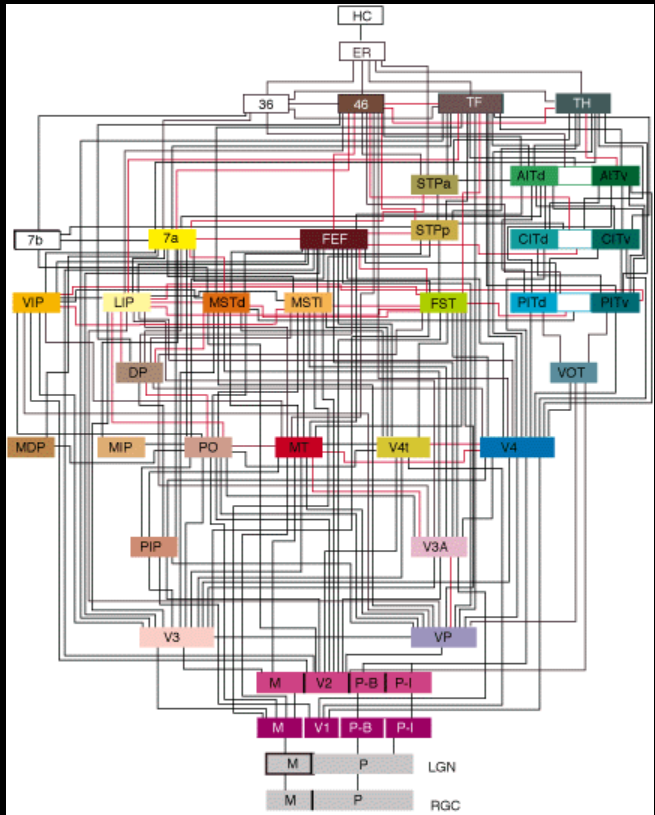 HC
ER
36 46 TF TH
STPa AITd AITv
7b 7a FEF STPp CITd CITv
VIP LIP MSTd MSTl FST PITd PITv
DP VOT
MDP MIP PO MT V4t V4
PIP V3A
V3 VP
M V2 P-B P-I
M V1 P-B P-I
M P LGN
M P RGC